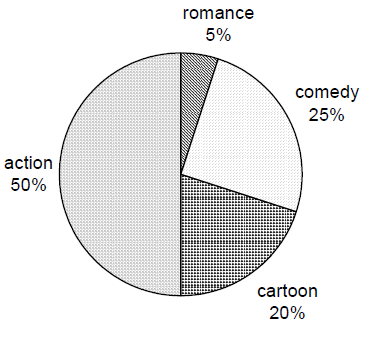 romance
5%
comedy
25%
action
50%
cartoon
20%